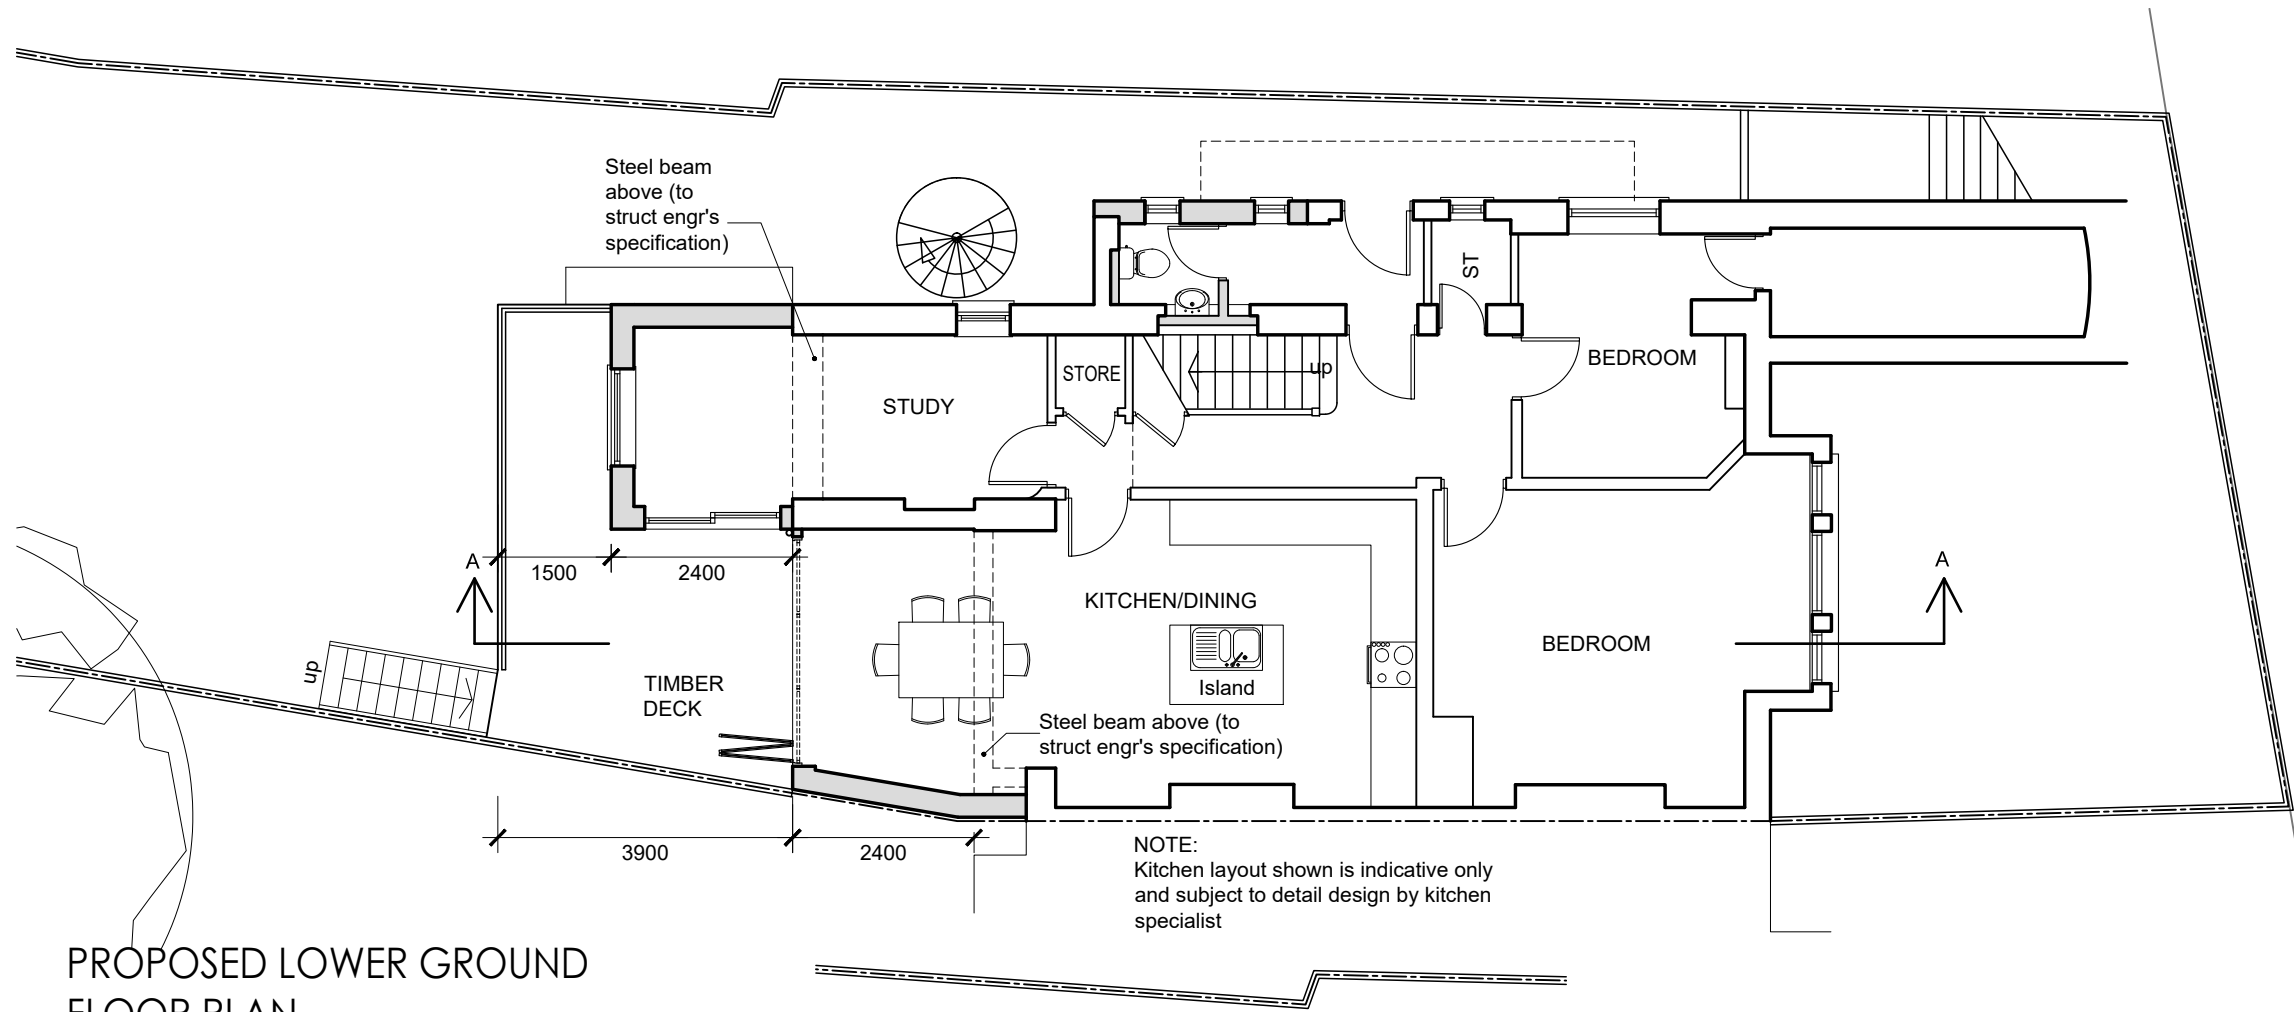 Steel beam
above (to
struct engr's
specification)
ST
BEDROOM
STORE
up
STUDY
A
1500
2400
A
KITCHEN/DINING
BEDROOM
up
TIMBER
DECK
Island
Steel beam above (to
struct engr's specification)
3900
2400
NOTE:
Kitchen layout shown is indicative only
and subject to detail design by kitchen
specialist
PROPOSED LOWER GROUND
FLOOR PLAN